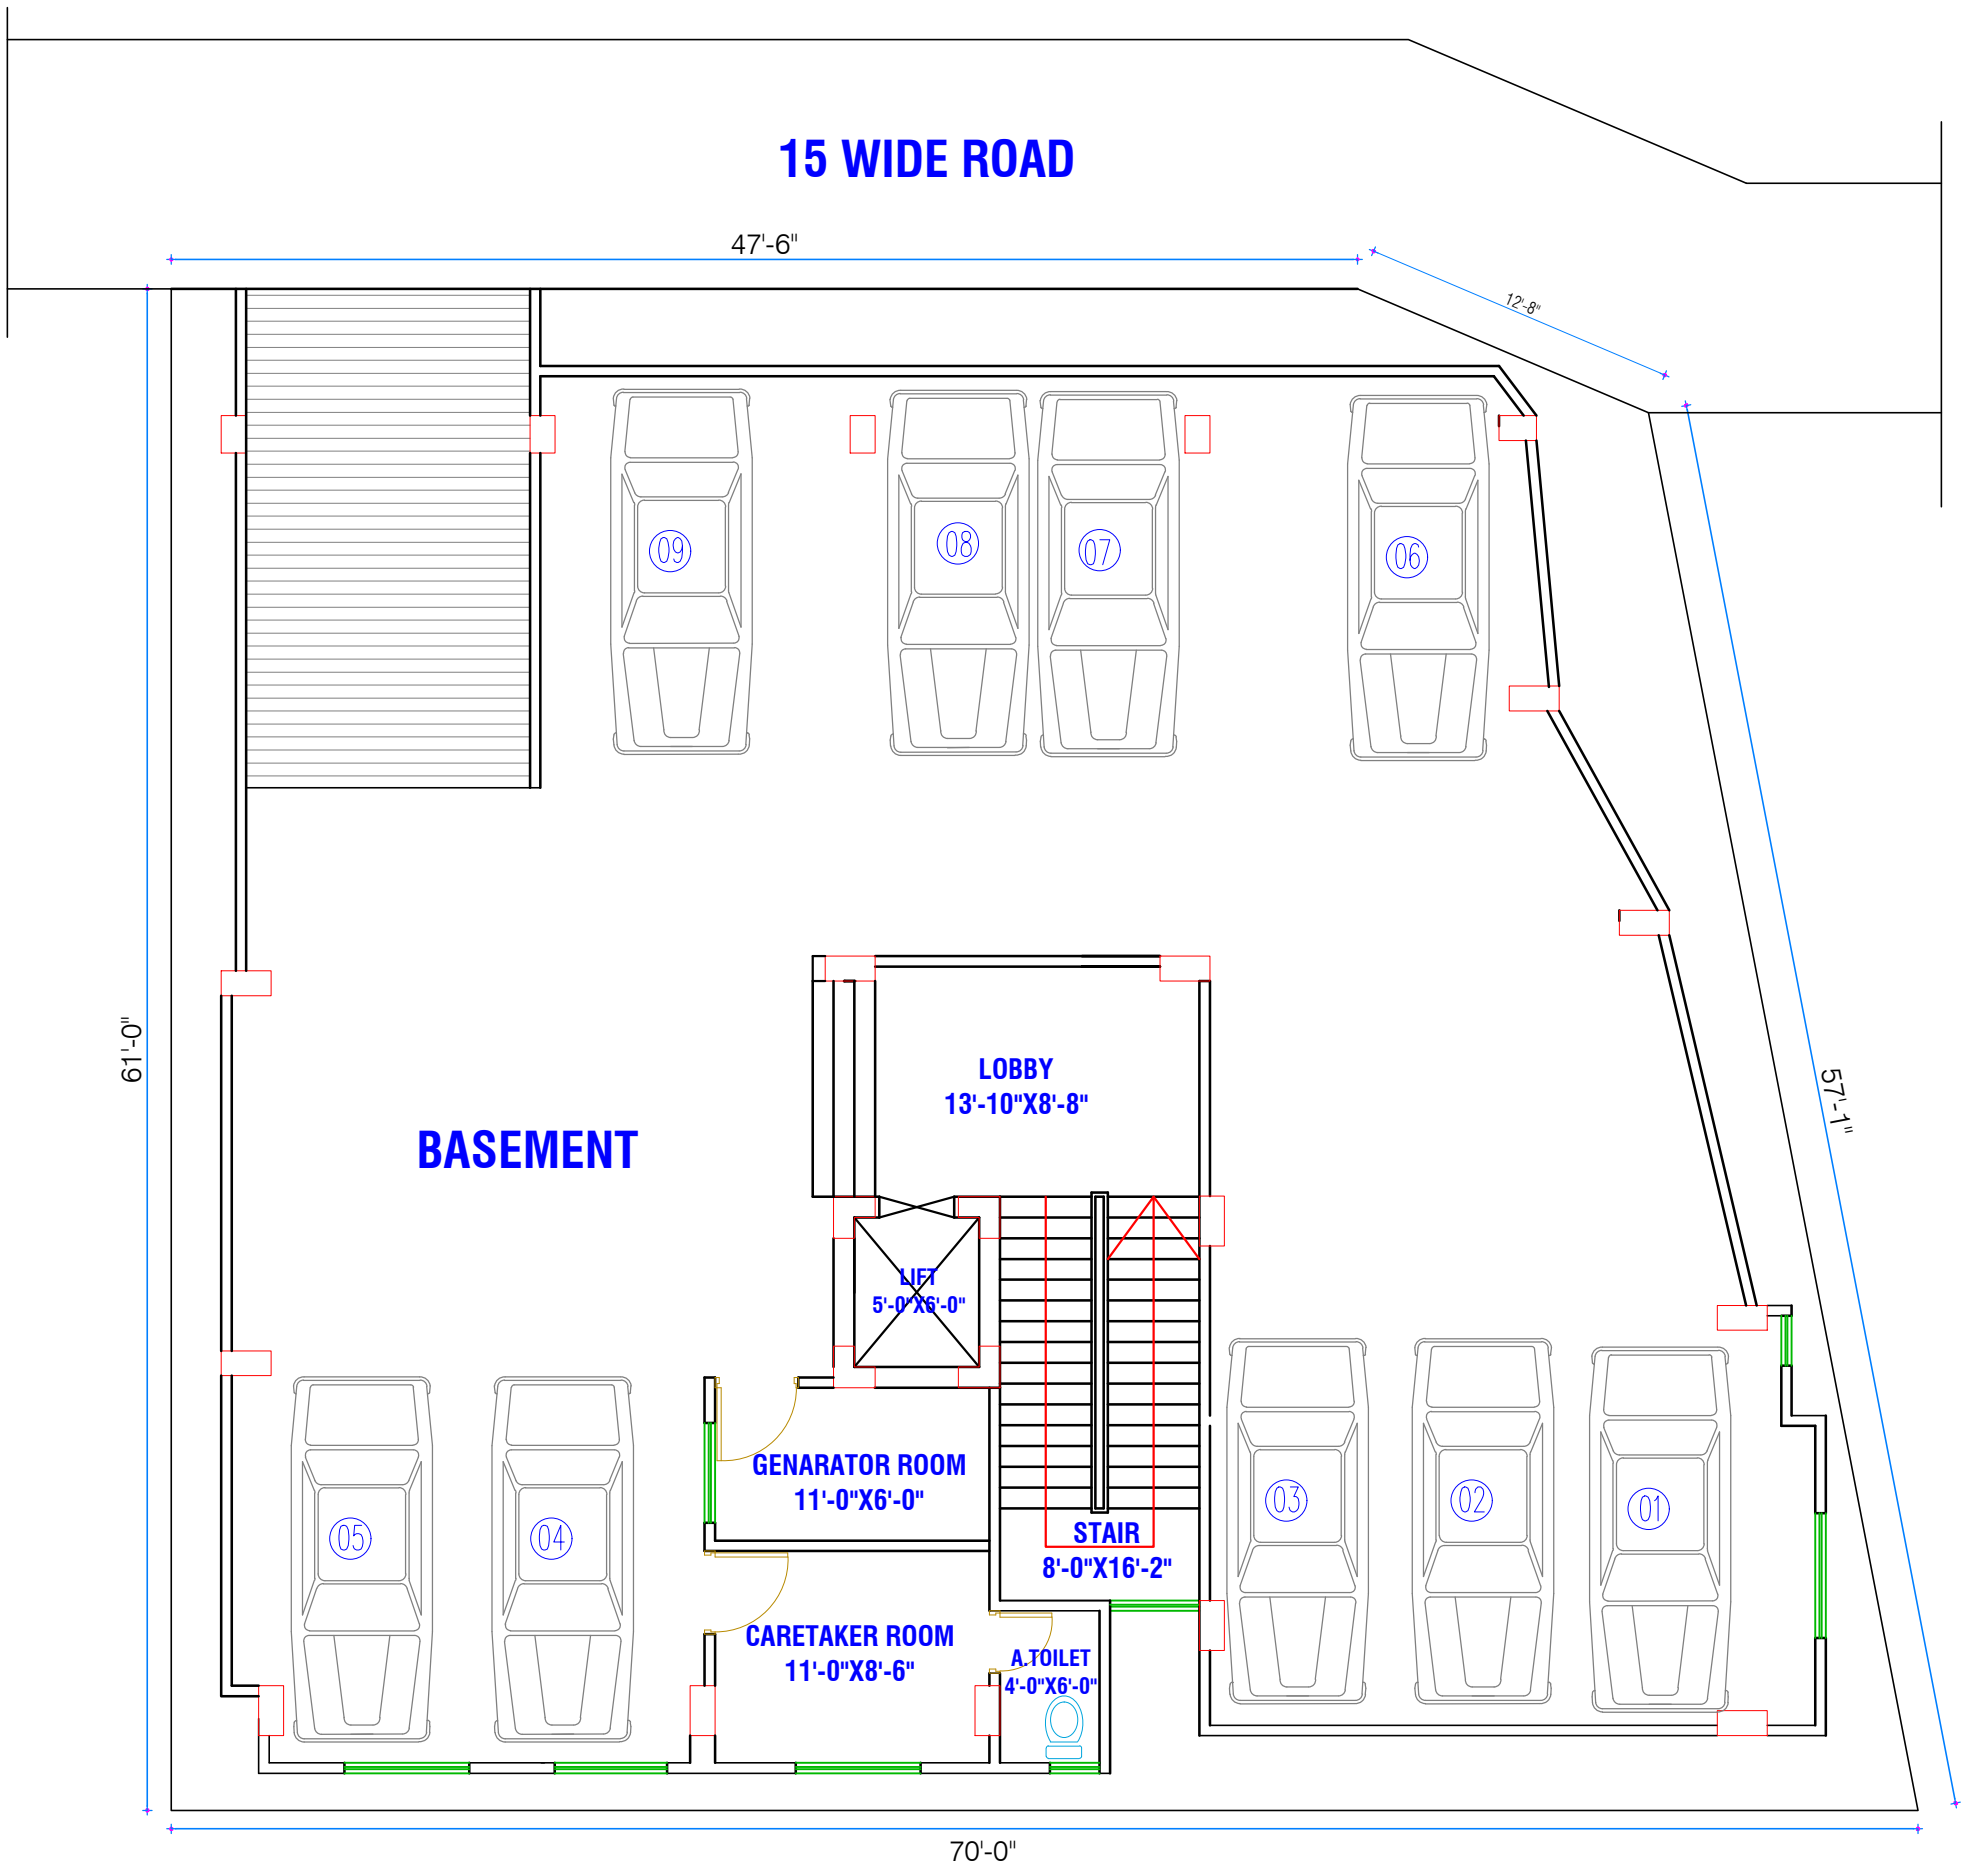 15 WIDE ROAD
47'-6"
12'-8"
09
08
07
06
61'-0"
LOBBY
13'-10"X8'-8"
57'-1"
BASEMENT
LIFT
5'-0"X6'-0"
GENARATOR ROOM
11'-0"X6'-0"
03
02
01
05
04
STAIR
8'-0"X16'-2"
CARETAKER ROOM
11'-0"X8'-6"
A.TOILET
4'-0"X6'-0"
70'-0"